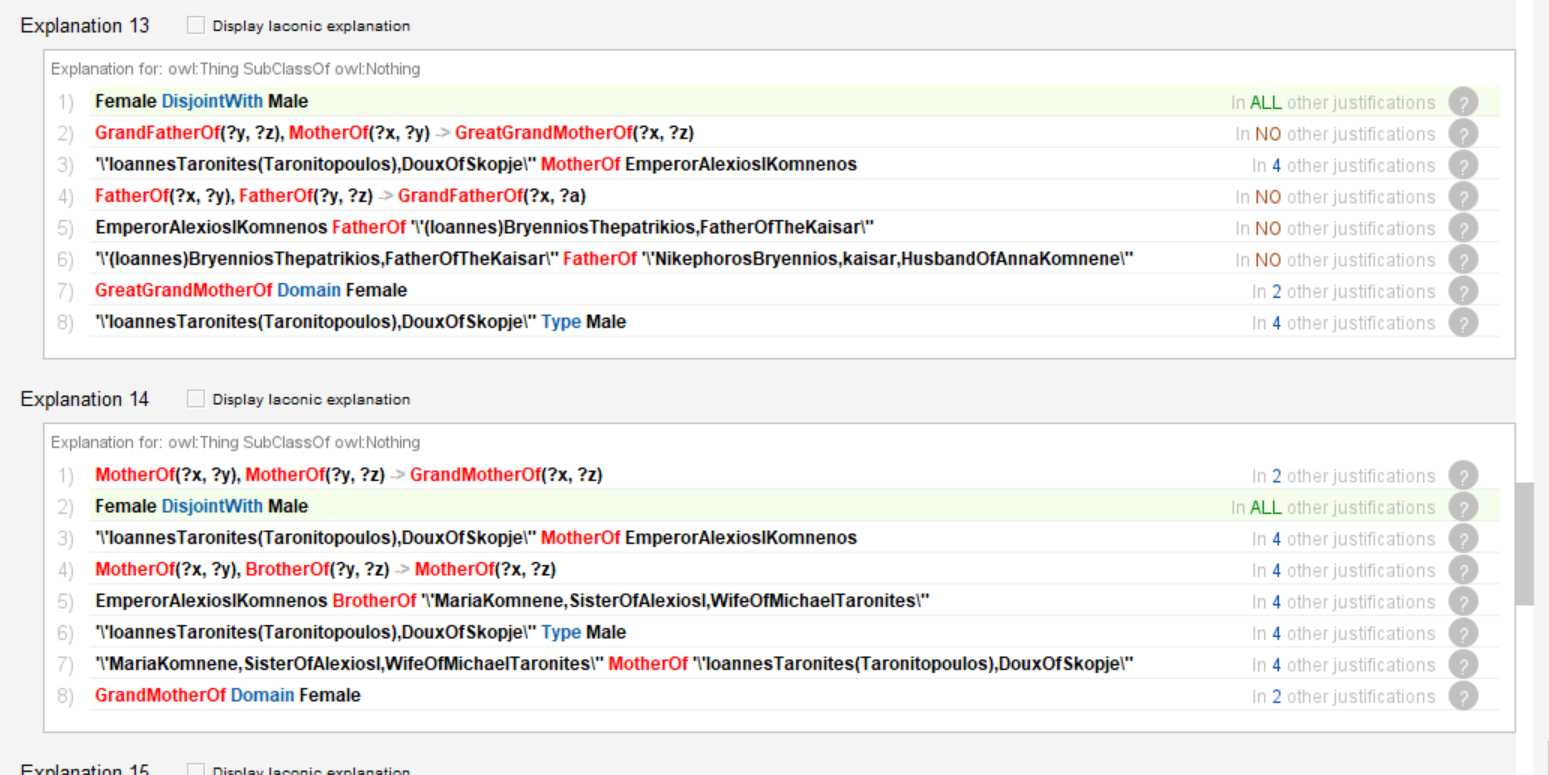 Explanation 13 Display laconic explanation
Explanation for: owl:Thing SubClassOf owl:Nothing
1) Female DisjointWith Male In ALL other justifications ?
2) GrandFatherOf(?y, ?z), MotherOf(?x, ?y) -> GreatGrandMotherOf(?x, ?z) In NO other justifications ?
3) '\'IoannesTaronites(Taronitopoulos),DouxOfSkopje\'' MotherOf EmperorAlexiosIKomnenos In 4 other justifications ?
4) FatherOf(?x, ?y), FatherOf(?y, ?z) -> GrandFatherOf(?x, ?a) In NO other justifications ?
5) EmperorAlexiosIKomnenos FatherOf '\'(Ioannes)BryenniosThepatrikios,FatherOfTheKaisar\'' In NO other justifications ?
6) '\'(Ioannes)BryenniosThepatrikios,FatherOfTheKaisar\'' FatherOf '\'NikephorosBryennios,kaisar,HusbandOfAnnaKomnene\'' In NO other justifications ?
7) GreatGrandMotherOf Domain Female In 2 other justifications ?
8) '\'IoannesTaronites(Taronitopoulos),DouxOfSkopje\'' Type Male In 4 other justifications ?
Explanation 14 Display laconic explanation
Explanation for: owl:Thing SubClassOf owl:Nothing
1) MotherOf(?x, ?y), MotherOf(?y, ?z) -> GrandMotherOf(?x, ?z) In 2 other justifications ?
2) Female DisjointWith Male In ALL other justifications ?
3) '\'IoannesTaronites(Taronitopoulos),DouxOfSkopje\'' MotherOf EmperorAlexiosIKomnenos In 4 other justifications ?
4) MotherOf(?x, ?y), BrotherOf(?y, ?z) -> MotherOf(?x, ?z) In 4 other justifications ?
5) EmperorAlexiosIKomnenos BrotherOf '\'MariaKomnene,SisterOfAlexiosI,WifeOfMichaelTaronites\'' In 4 other justifications ?
6) '\'IoannesTaronites(Taronitopoulos),DouxOfSkopje\'' Type Male In 4 other justifications ?
7) '\'MariaKomnene,SisterOfAlexiosI,WifeOfMichaelTaronites\'' MotherOf '\'IoannesTaronites(Taronitopoulos),DouxOfSkopje\'' In 4 other justifications ?
8) GrandMotherOf Domain Female In 2 other justifications ?
Explanation 15 Display laconic explanation